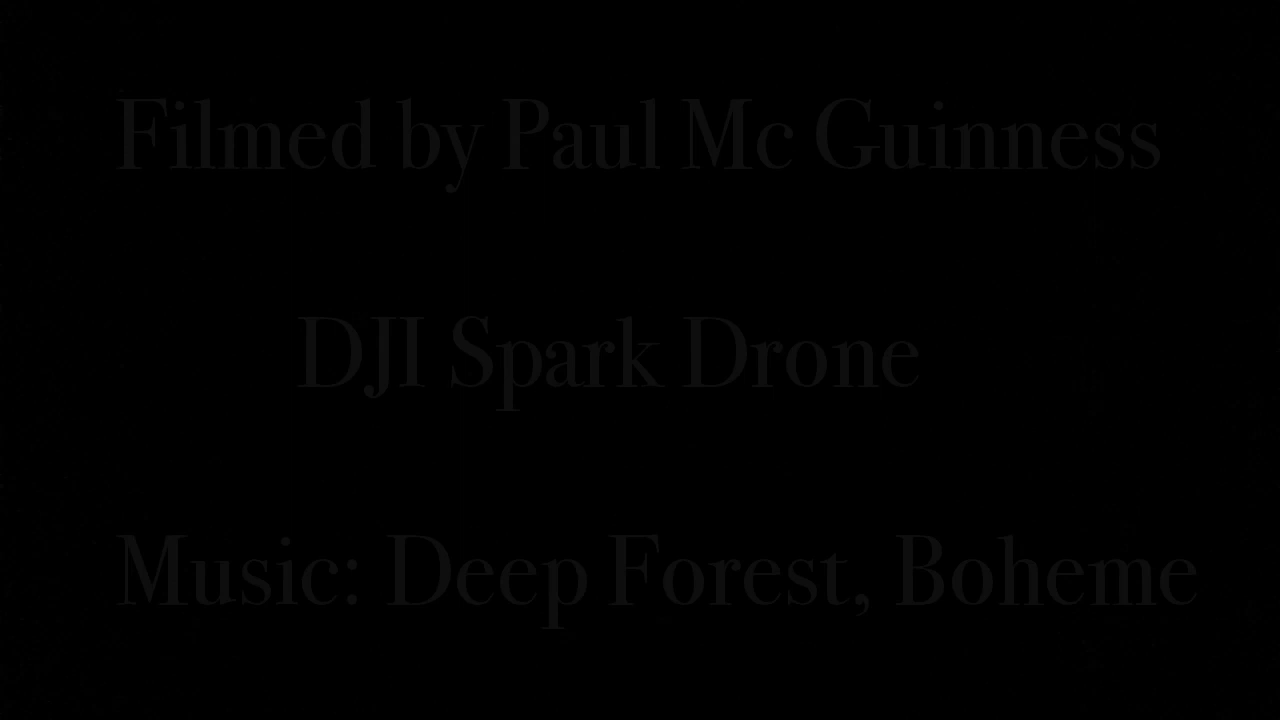 Filmed by Paul Mc Guinness
DJI Spark Drone
Music: Deep Forest, Boheme